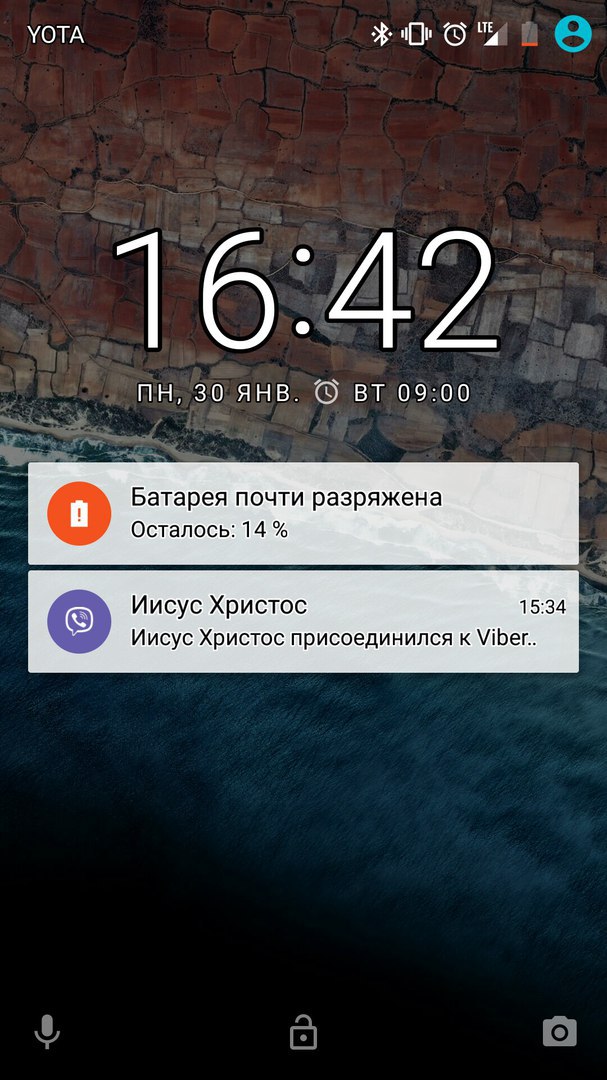 YOTA
LTE
16:42
ПН, 30 ЯНВ. ВТ 09:00
Батарея почти разряжена
Осталось: 14 %
Иисус Христос 15:34
Иисус Христос присоединился к Viber..